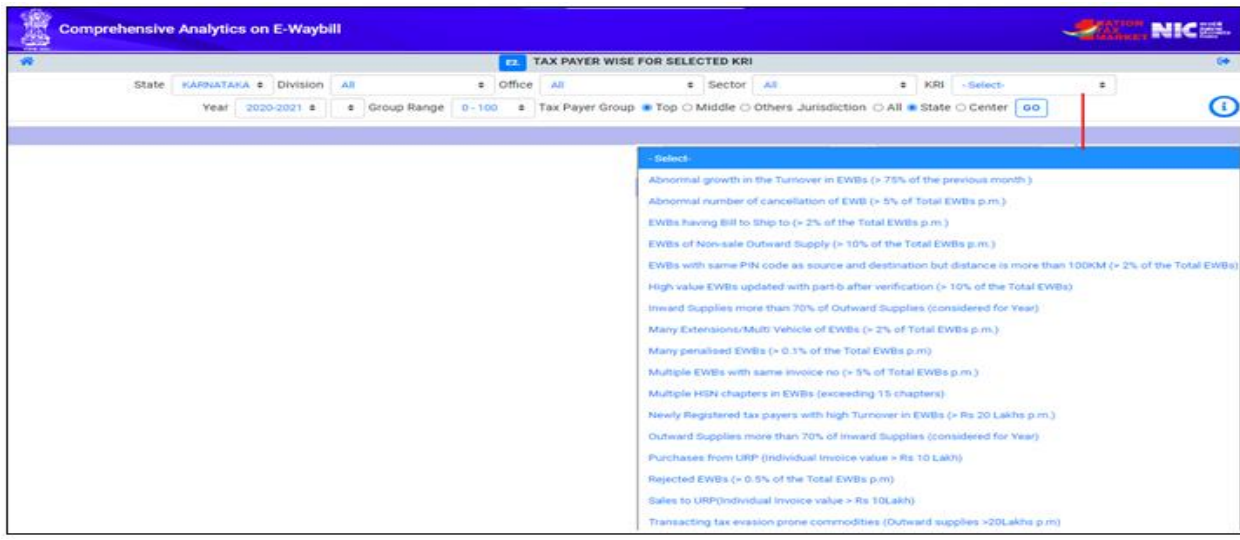 Comprehensive Analytics on E-Waybill
NATION
TAX
MARKET
NIC
E2. TAX PAYER WISE FOR SELECTED KRI
State KARNATAKA Division All Office All Sector All KRI - Select-
Year 2020-2021 Group Range 0 - 100 Tax Payer Group Top Middle Others Jurisdiction All State Center GO
- Select-
Abnormal growth in the Turnover in EWBs (> 75% of the previous month )
Abnormal number of cancellation of EWB (> 5% of Total EWBs p.m.)
EWBs having Bill to Ship to (> 2% of the Total EWBs p.m.)
EWBs of Non-sale Outward Supply (> 10% of the Total EWBs p.m.)
EWBs with same PIN code as source and destination but distance is more than 100KM (> 2% of the Total EWBs)
High value EWBs updated with part-b after verification (> 10% of the Total EWBs)
Inward Supplies more than 70% of Outward Supplies (considered for Year)
Many Extensions/Multi Vehicle of EWBs (> 2% of Total EWBs p.m.)
Many penalised EWBs (> 0.1% of the Total EWBs p.m)
Multiple EWBs with same invoice no (> 5% of Total EWBs p.m.)
Multiple HSN chapters in EWBs (exceeding 15 chapters)
Newly Registered tax payers with high Turnover in EWBs (> Rs 20 Lakhs p.m.)
Outward Supplies more than 70% of Inward Supplies (considered for Year)
Purchases from URP (Individual Invoice value > Rs 10 Lakh)
Rejected EWBs (> 0.5% of the Total EWBs p.m)
Sales to URP(Individual Invoice value > Rs 10Lakh)
Transacting tax evasion prone commodities (Outward supplies >20Lakhs p.m)